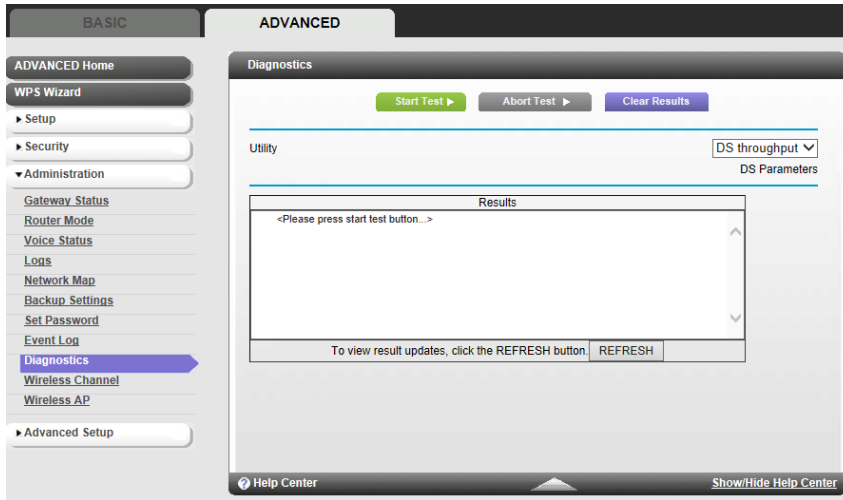 BASIC
ADVANCED
ADVANCED Home
WPS Wizard
Setup
Security
Administration
Gateway Status
Router Mode
Voice Status
Logs
Network Map
Backup Settings
Set Password
Event Log
Diagnostics
Wireless Channel
Wireless AP
Advanced Setup
Diagnostics
Start Test
Abort Test
Clear Results
Utility
DS throughput
DS Parameters
Results
<Please press start test button...>
To view result updates, click the REFRESH button. REFRESH
? Help Center
Show/Hide Help Center